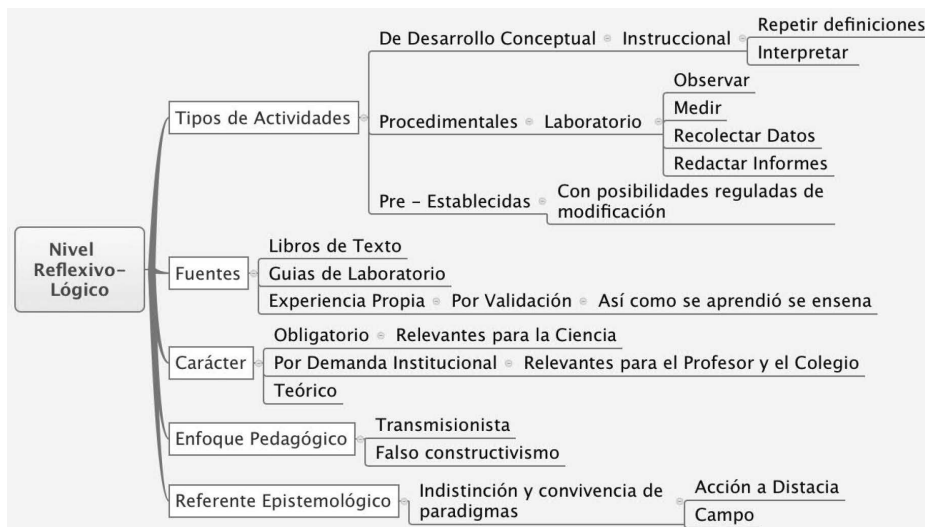 Nivel
Reflexivo-
Lógico
Tipos de Actividades
De Desarrollo Conceptual
Instruccional
Repetir definiciones
Interpretar
Procedimentales
Laboratorio
Observar
Medir
Recolectar Datos
Redactar Informes
Pre - Establecidas
Con posibilidades reguladas de
modificación
Fuentes
Libros de Texto
Guias de Laboratorio
Experiencia Propia
Por Validación
Así como se aprendió se ensena
Carácter
Obligatorio
Relevantes para la Ciencia
Por Demanda Institucional
Relevantes para el Profesor y el Colegio
Teórico
Enfoque Pedagógico
Transmisionista
Falso constructivismo
Referente Epistemológico
Indistinción y convivencia de
paradigmas
Acción a Distacia
Campo